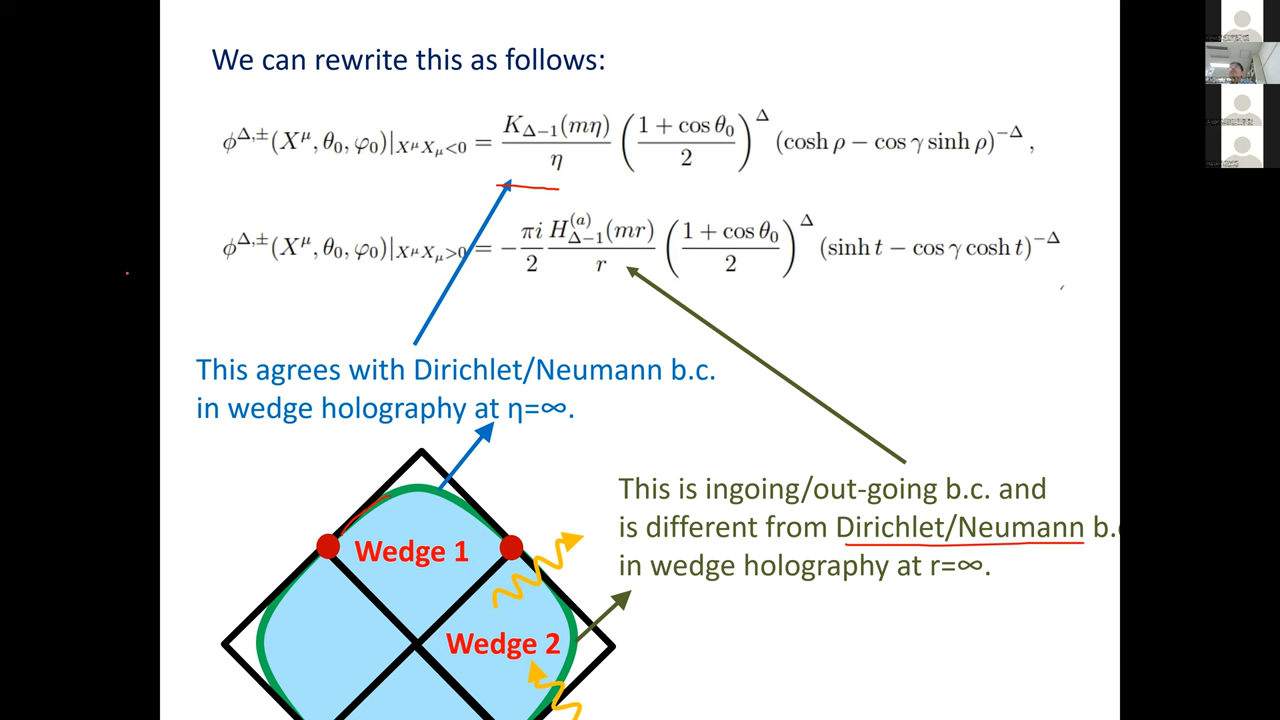 We can rewrite this as follows:
ϕ^{Δ,±}(X^μ, θ_0, φ_0)|_{X^μ X_μ<0} = \frac{K_{Δ−1}(mη)}{η} \left(\frac{1 + cos θ_0}{2}\right)^Δ (cosh ρ − cos γ sinh ρ)^{−Δ} ,
ϕ^{Δ,±}(X^μ, θ_0, φ_0)|_{X^μ X_μ>0} = −\frac{πi}{2} \frac{H^{(a)}_{Δ−1}(mr)}{r} \left(\frac{1 + cos θ_0}{2}\right)^Δ (sinh t − cos γ cosh t)^{−Δ}
This agrees with Dirichlet/Neumann b.c.
in wedge holography at η=∞.
This is ingoing/out-going b.c. and
is different from Dirichlet/Neumann b.
in wedge holography at r=∞.
Wedge 1
Wedge 2